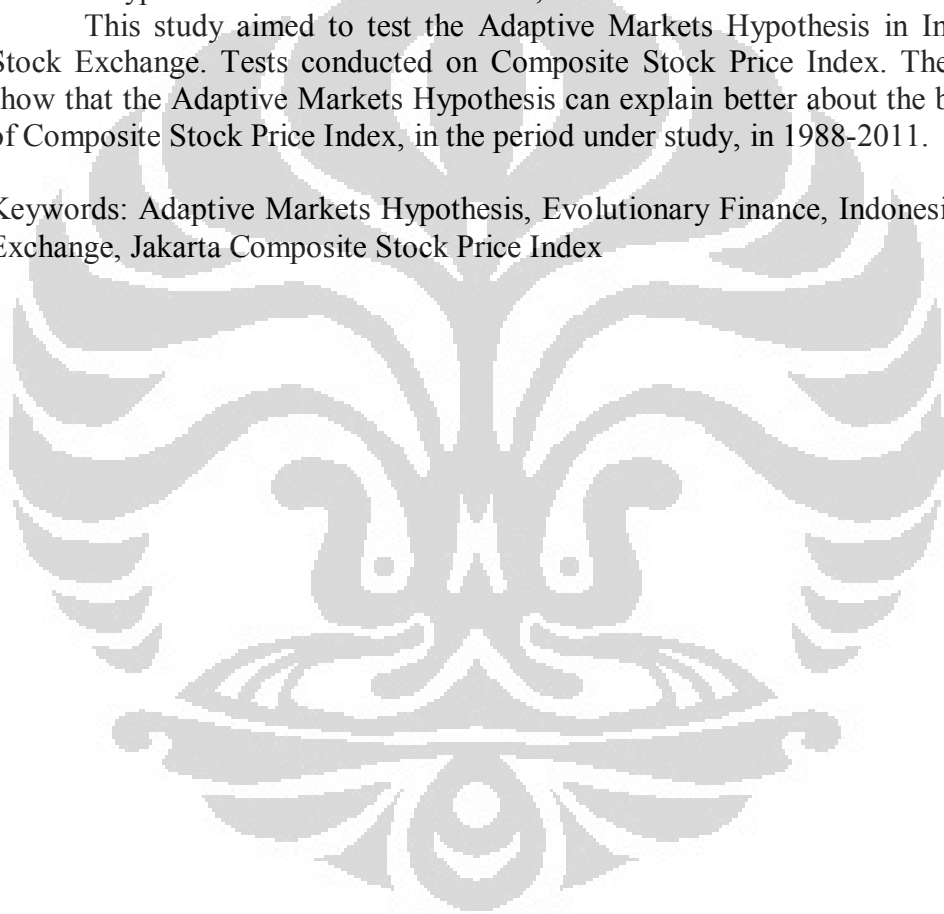 This study aimed to test the Adaptive Markets Hypothesis in In
Stock Exchange. Tests conducted on Composite Stock Price Index. The
how that the Adaptive Markets Hypothesis can explain better about the b
of Composite Stock Price Index, in the period under study, in 1988-2011.
Keywords: Adaptive Markets Hypothesis, Evolutionary Finance, Indonesi
Exchange, Jakarta Composite Stock Price Index